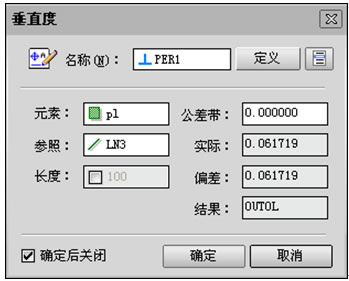 垂直度
名称(N)： PER1 定义
元素： pl 公差带： 0.000000
参照： LN3 实际： 0.061719
长度： 100 偏差： 0.061719
结果： OUTOL
确定后关闭 确定 取消